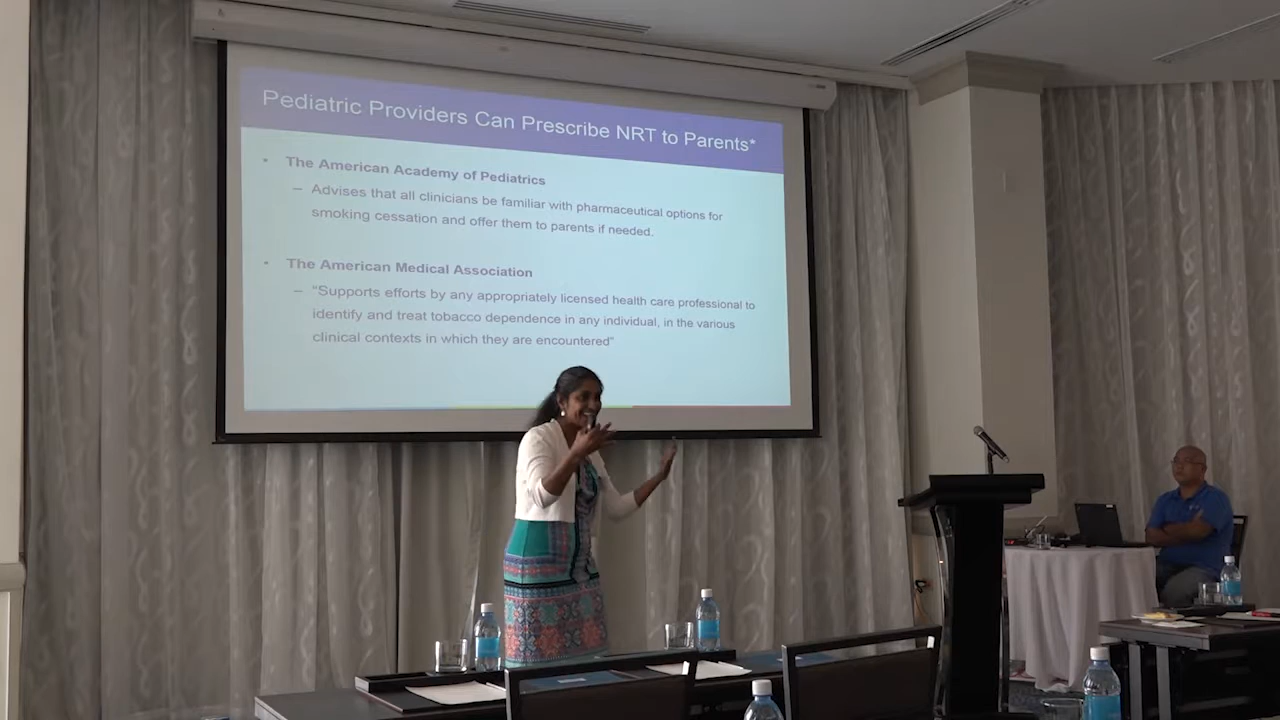 Pediatric Providers Can Prescribe NRT to Parents*
• The American Academy of Pediatrics
– Advises that all clinicians be familiar with pharmaceutical options for
smoking cessation and offer them to parents if needed.
• The American Medical Association
– "Supports efforts by any appropriately licensed health care professional to
identify and treat tobacco dependence in any individual, in the various
clinical contexts in which they are encountered"